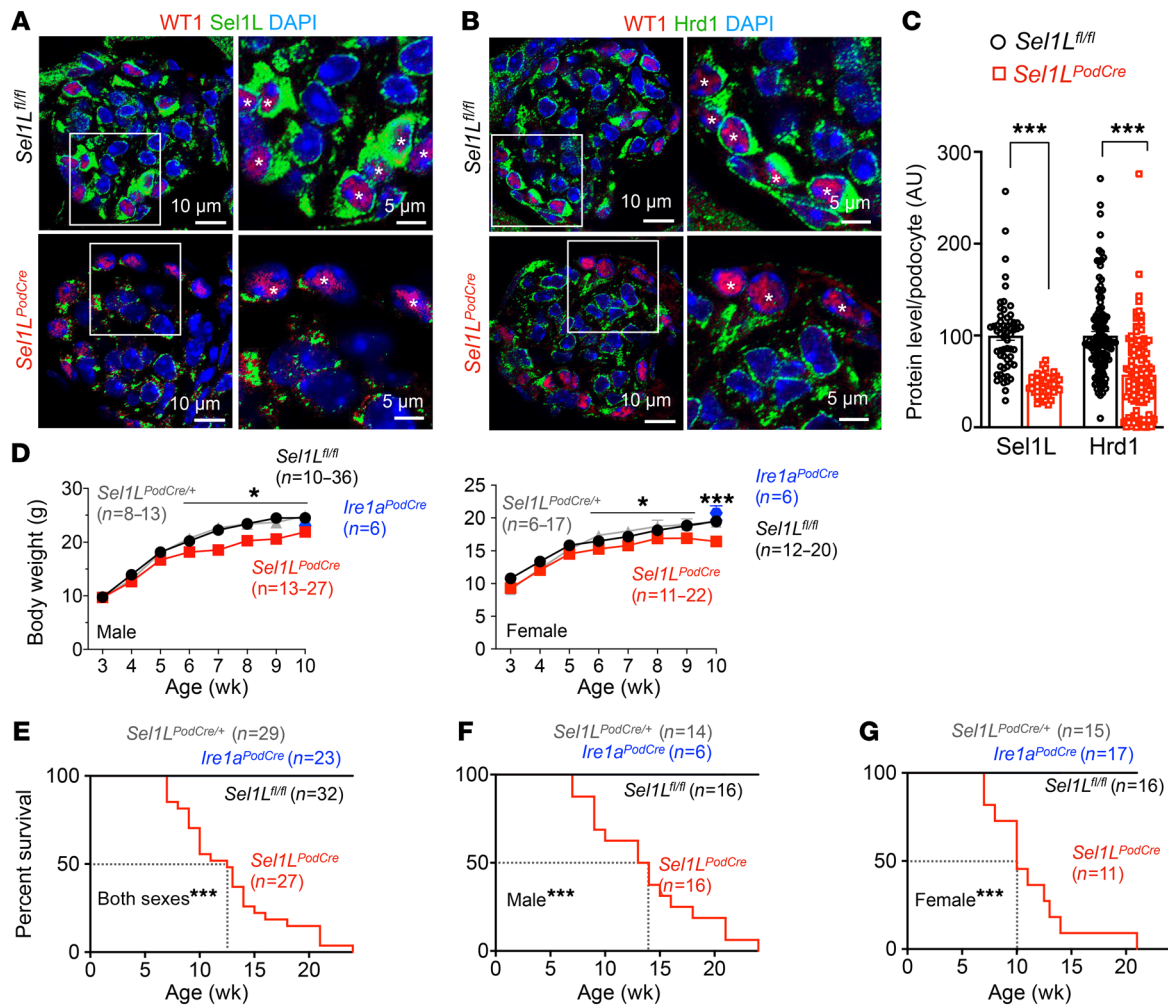 A
WT1 Sel1L DAPI
Sel1L^fl/fl
10 µm
5 µm
Sel1L^PodCre
10 µm
5 µm
B
WT1 Hrd1 DAPI
Sel1L^fl/fl
10 µm
5 µm
Sel1L^PodCre
10 µm
5 µm
C
Sel1L^fl/fl
Sel1L^PodCre
***
***
Protein level/podocyte (AU)
300
200
100
0
Sel1L
Hrd1
D
Body weight (g)
30
20
10
0
Sel1L^PodCre/+
(n=8–13)
Sel1L^fl/fl
(n=10–36)
*
Ire1a^PodCre
(n=6)
Sel1L^PodCre
(n=13–27)
Male
3 4 5 6 7 8 9 10
Age (wk)
25
20
15
10
5
0
Sel1L^PodCre/+
(n=6–17)
*
***
Ire1a^PodCre
(n=6)
Sel1L^fl/fl
(n=12–20)
Sel1L^PodCre
(n=11–22)
Female
3 4 5 6 7 8 9 10
Age (wk)
E
Sel1L^PodCre/+ (n=29)
Ire1a^PodCre (n=23)
Sel1L^fl/fl (n=32)
Sel1L^PodCre
(n=27)
Percent survival
100
50
0
Both sexes***
0 5 10 15 20
Age (wk)
F
Sel1L^PodCre/+ (n=14)
Ire1a^PodCre (n=6)
Sel1L^fl/fl (n=16)
Sel1L^PodCre
(n=16)
100
50
0
Male***
0 5 10 15 20
Age (wk)
G
Sel1L^PodCre/+ (n=15)
Ire1a^PodCre (n=17)
Sel1L^fl/fl (n=16)
Sel1L^PodCre
(n=11)
100
50
0
Female***
0 5 10 15 20
Age (wk)